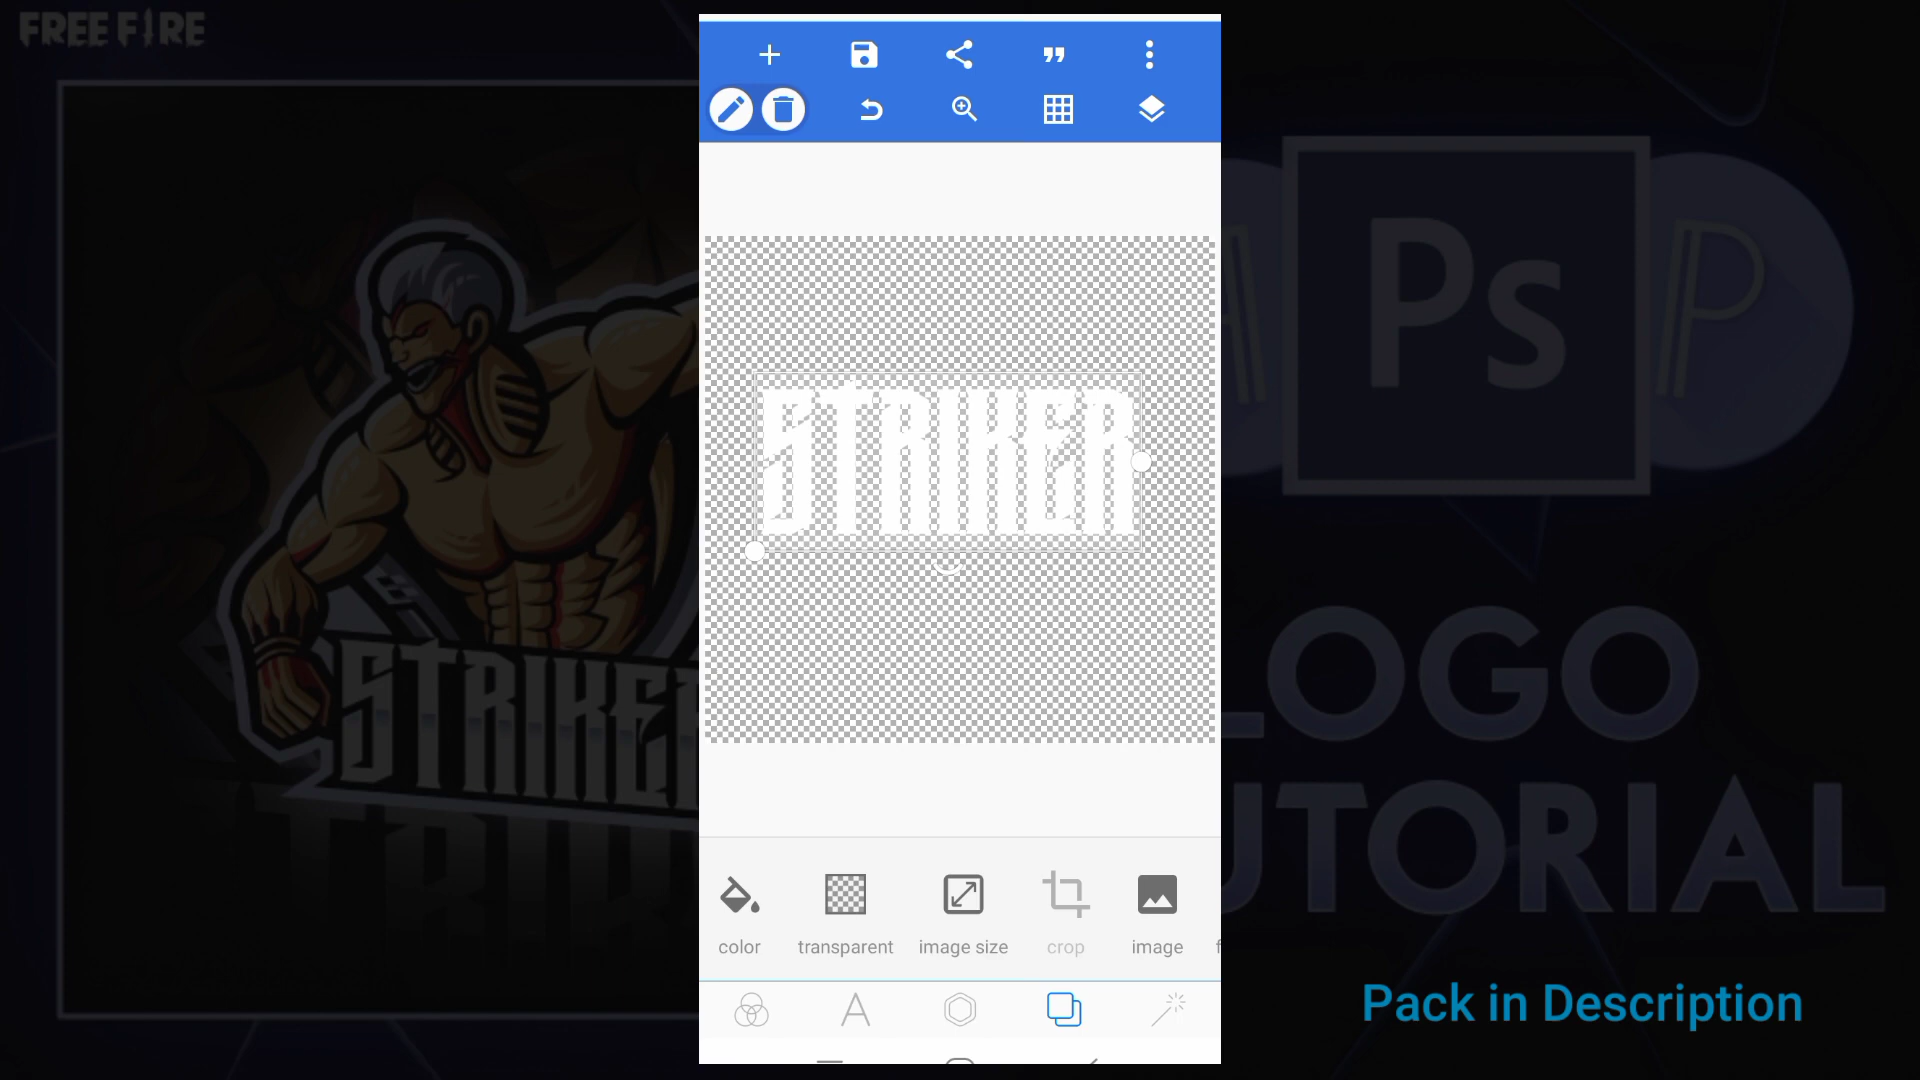 FREE FIRE
STRIKER
color
transparent
image size
crop
image
STRIKER
Ps
P
LOGO
UTORIAL
Pack in Description